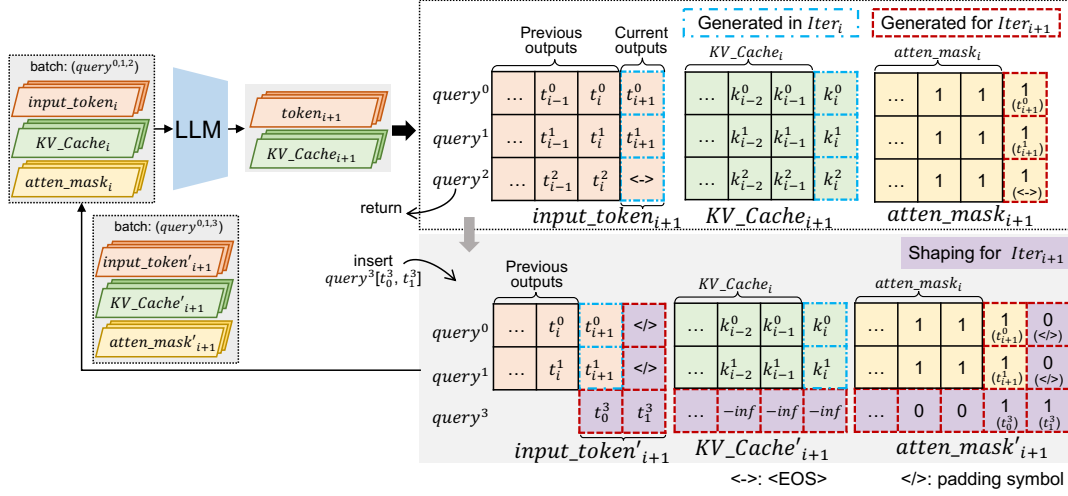 batch: (query^{0,1,2})
input_token_i
KV_Cache_i
atten_mask_i
LLM
token_{i+1}
KV_Cache_{i+1}
batch: (query^{0,1,3})
input_token'_{i+1}
KV_Cache'_{i+1}
atten_mask'_{i+1}
Generated in Iter_i
Generated for Iter_{i+1}
Previous outputs
Current outputs
KV_Cache_i
atten_mask_i
query^0 ... t^0_{i-1} t^0_i t^0_{i+1} ... k^0_{i-2} k^0_{i-1} k^0_i ... 1 1 1 (t^0_{i+1})
query^1 ... t^1_{i-1} t^1_i t^1_{i+1} ... k^1_{i-2} k^1_{i-1} k^1_i ... 1 1 1 (t^1_{i+1})
query^2 ... t^2_{i-1} t^2_i <-> ... k^2_{i-2} k^2_{i-1} k^2_i ... 1 1 1 (<->)
return
input_token_{i+1} KV_Cache_{i+1} atten_mask_{i+1}
insert
query^3[t^3_0, t^3_1]
Shaping for Iter_{i+1}
Previous outputs
KV_Cache_i
atten_mask_i
query^0 ... t^0_i t^0_{i+1} </> ... k^0_{i-2} k^0_{i-1} k^0_i ... 1 1 1 (t^0_{i+1}) 0 (</>)
query^1 ... t^1_i t^1_{i+1} </> ... k^1_{i-2} k^1_{i-1} k^1_i ... 1 1 1 (t^1_{i+1}) 0 (</>)
query^3 t^3_0 t^3_1 ... -inf -inf -inf ... 0 0 1 (t^3_0) 1 (t^3_1)
input_token'_{i+1} KV_Cache'_{i+1} atten_mask'_{i+1}
<->: <EOS> </>: padding symbol